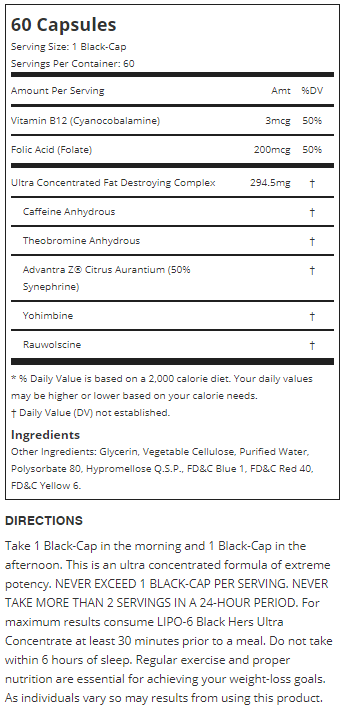 60 Capsules
Serving Size: 1 Black-Cap
Servings Per Container: 60
Amount Per Serving Amt %DV
Vitamin B12 (Cyanocobalamine) 3mcg 50%
Folic Acid (Folate) 200mcg 50%
Ultra Concentrated Fat Destroying Complex 294.5mg †
Caffeine Anhydrous †
Theobromine Anhydrous †
Advantra Z® Citrus Aurantium (50% †
Synephrine)
Yohimbine †
Rauwolscine †
* % Daily Value is based on a 2,000 calorie diet. Your daily values
may be higher or lower based on your calorie needs.
† Daily Value (DV) not established.
Ingredients
Other Ingredients: Glycerin, Vegetable Cellulose, Purified Water,
Polysorbate 80, Hypromellose Q.S.P., FD&C Blue 1, FD&C Red 40,
FD&C Yellow 6.
DIRECTIONS
Take 1 Black-Cap in the morning and 1 Black-Cap in the
afternoon. This is an ultra concentrated formula of extreme
potency. NEVER EXCEED 1 BLACK-CAP PER SERVING. NEVER
TAKE MORE THAN 2 SERVINGS IN A 24-HOUR PERIOD. For
maximum results consume LIPO-6 Black Hers Ultra
Concentrate at least 30 minutes prior to a meal. Do not take
within 6 hours of sleep. Regular exercise and proper
nutrition are essential for achieving your weight-loss goals.
As individuals vary so may results from using this product.